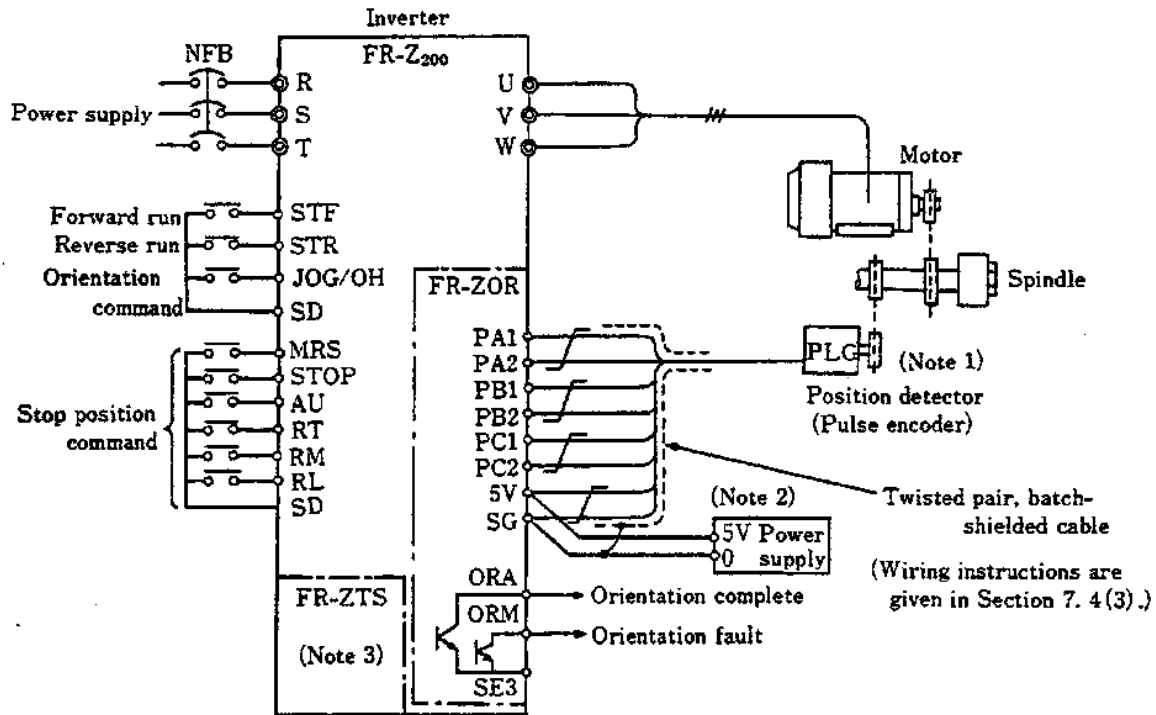 Inverter
FR-Z200
NFB
R
S
T
Power supply
U
V
W
Motor
Forward run
Reverse run
Orientation
command
STF
STR
JOG/OH
SD
FR-ZOR
Spindle
Stop position
command
MRS
STOP
AU
RT
RM
RL
SD
PA1
PA2
PB1
PB2
PC1
PC2
5V
SG
PLG
(Note 1)
Position detector
(Pulse encoder)
(Note 2)
5V Power
0 supply
Twisted pair, batch-
shielded cable
(Wiring instructions are
given in Section 7. 4(3).)
FR-ZTS
(Note 3)
ORA
ORM
SE3
Orientation complete
Orientation fault